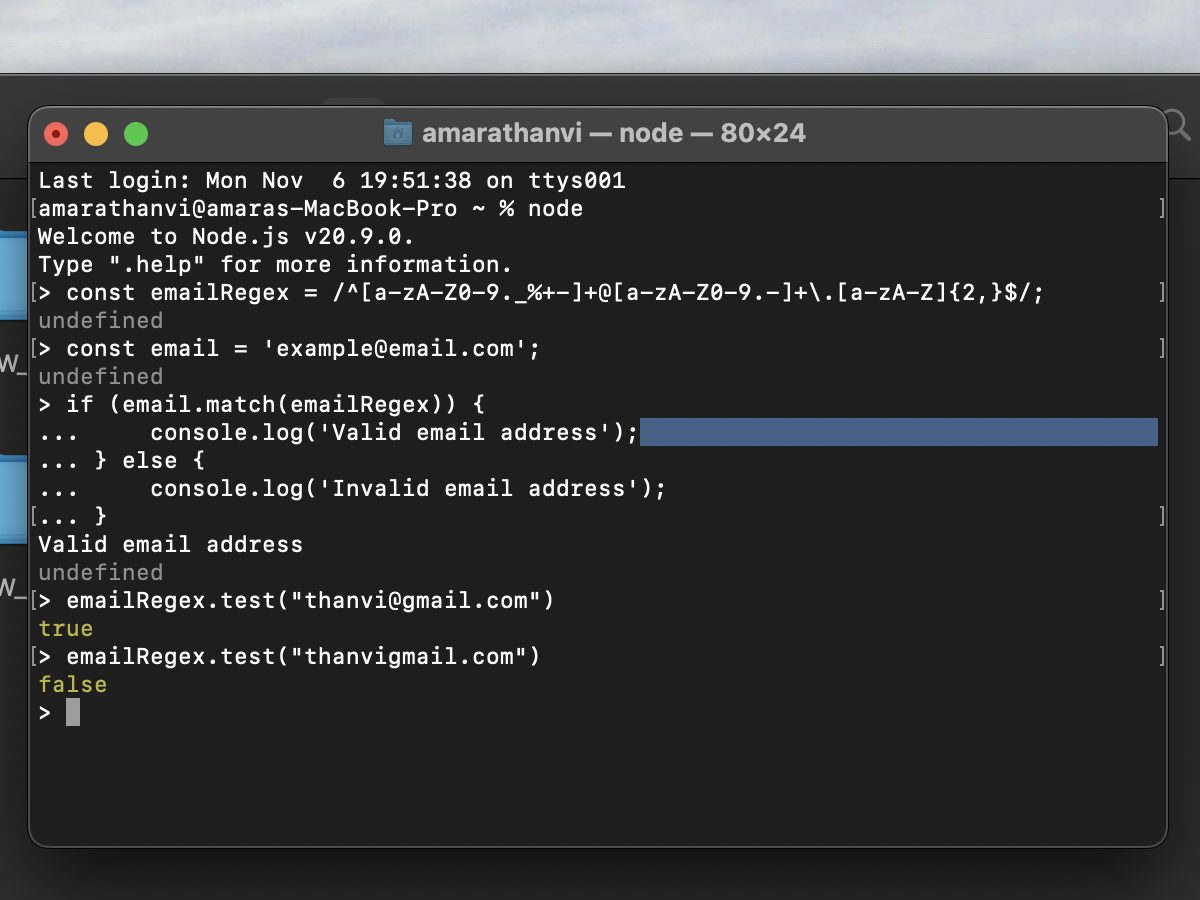 amarathanvi — node — 80×24
Last login: Mon Nov  6 19:51:38 on ttys001
[amarathanvi@amaras-MacBook-Pro ~ % node ]
Welcome to Node.js v20.9.0.
Type ".help" for more information.
[> const emailRegex = /^[a-zA-Z0-9._%+-]+@[a-zA-Z0-9.-]+\.[a-zA-Z]{2,}$/; ]
undefined
[> const email = 'example@email.com'; ]
undefined
> if (email.match(emailRegex)) {
...     console.log('Valid email address');
... } else {
...     console.log('Invalid email address');
[... } ]
Valid email address
undefined
[> emailRegex.test("thanvi@gmail.com") ]
true
[> emailRegex.test("thanvigmail.com") ]
false
>
W_
W_